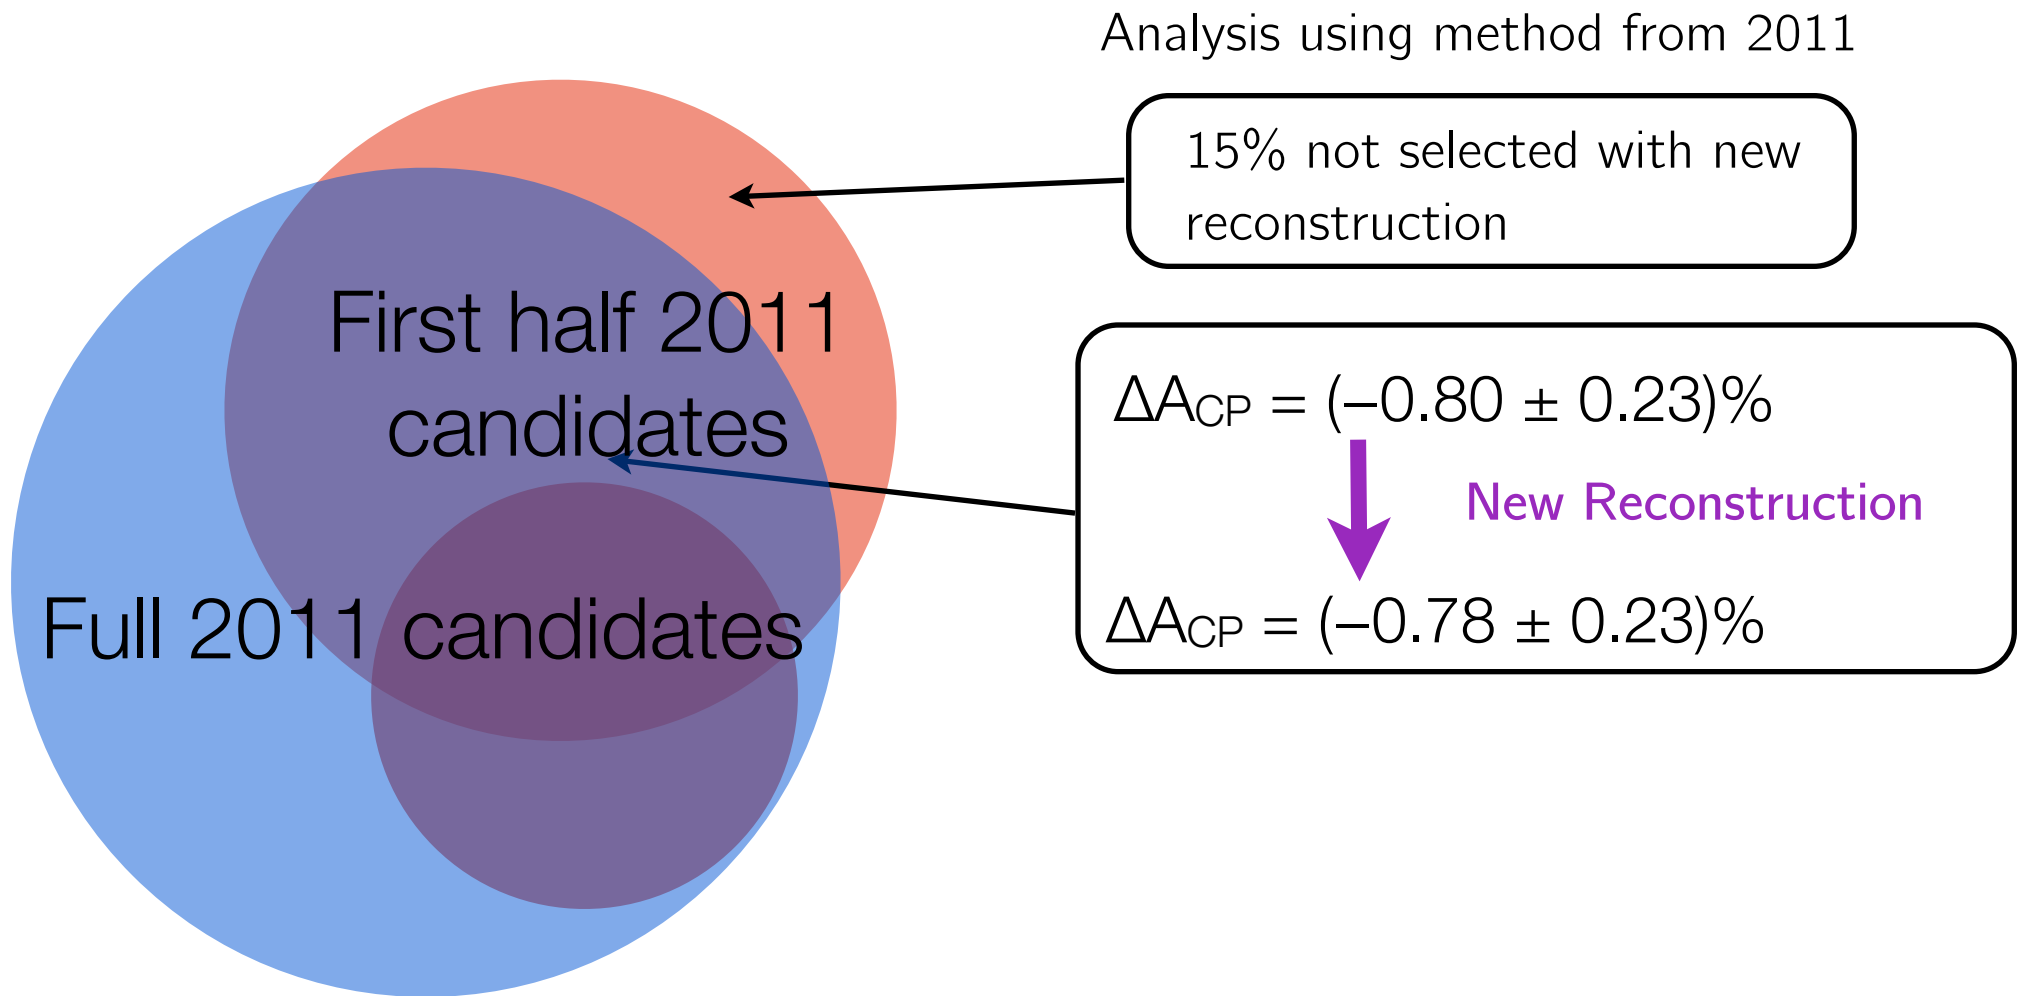 Analysis using method from 2011
15% not selected with new
reconstruction
First half 2011
candidates
Full 2011 candidates
ΔACP = (–0.80 ± 0.23)%
New Reconstruction
ΔACP = (–0.78 ± 0.23)%